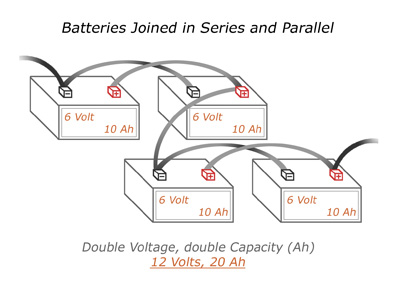 Batteries Joined in Series and Parallel
6 Volt
10 Ah
6 Volt
10 Ah
6 Volt
10 Ah
6 Volt
10 Ah
Double Voltage, double Capacity (Ah)
12 Volts, 20 Ah